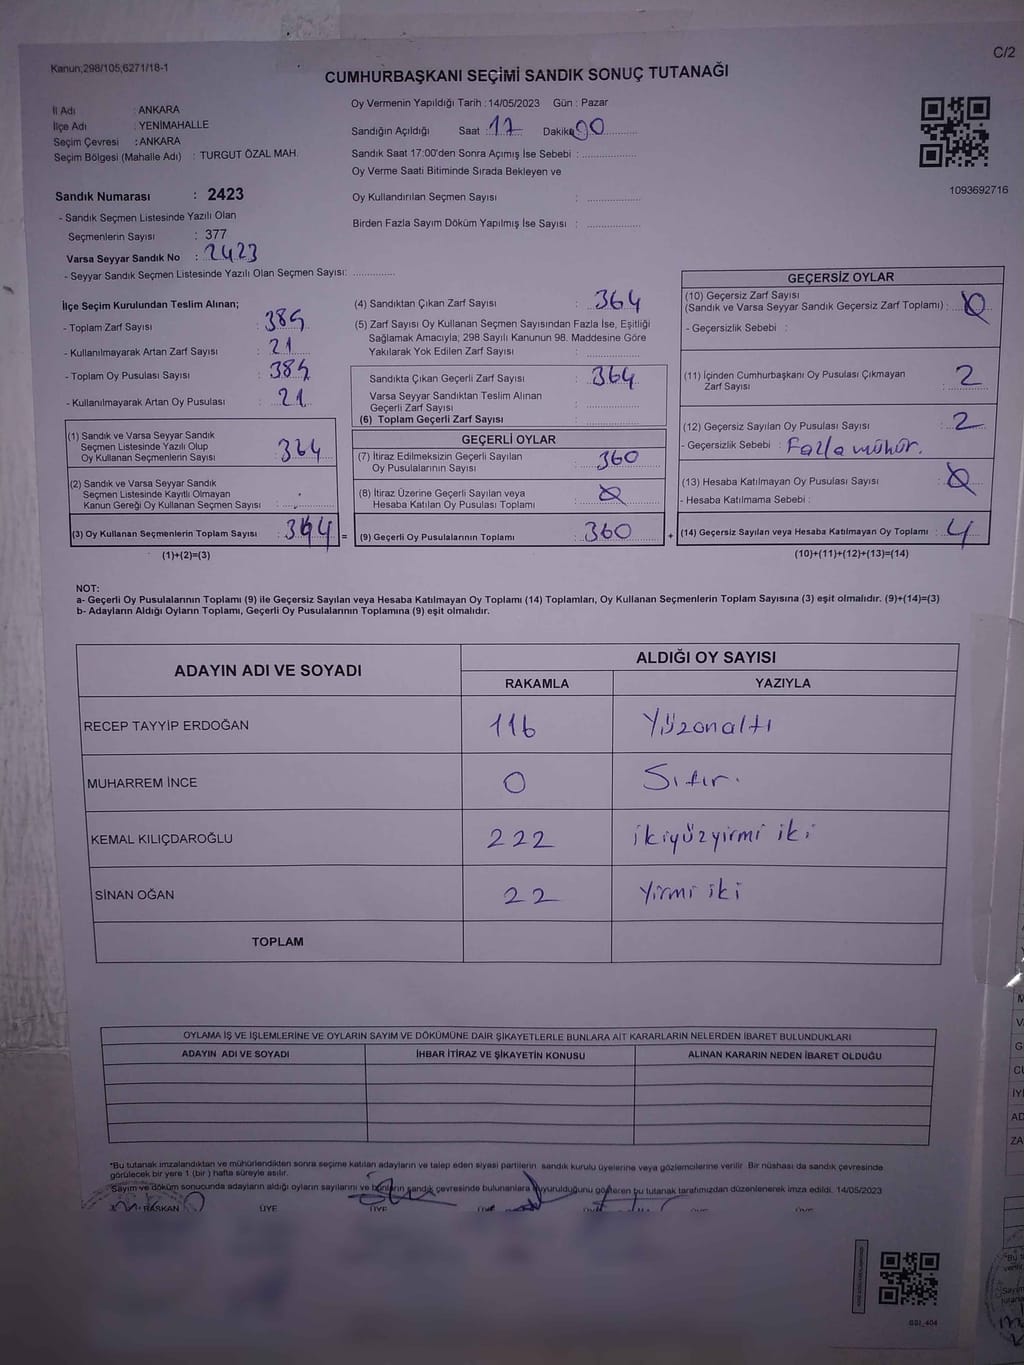 Kanun;298/105,6271/18-1
C/2
CUMHURBAŞKANI SEÇİMİ SANDIK SONUÇ TUTANAĞI
İl Adı : ANKARA
İlçe Adı : YENİMAHALLE
Seçim Çevresi : ANKARA
Seçim Bölgesi (Mahalle Adı) : TURGUT ÖZAL MAH.
Oy Vermenin Yapıldığı Tarih : 14/05/2023 Gün : Pazar
Sandığın Açıldığı Saat : 17 Dakika 00
Sandık Saat 17:00'den Sonra Açımış İse Sebebi :
Oy Verme Saati Bitiminde Sırada Bekleyen ve
Oy Kullandırılan Seçmen Sayısı :
Birden Fazla Sayım Döküm Yapılmış İse Sayısı :
1093692716
Sandık Numarası : 2423
- Sandık Seçmen Listesinde Yazılı Olan
Seçmenlerin Sayısı : 377
Varsa Seyyar Sandık No : 2423
- Seyyar Sandık Seçmen Listesinde Yazılı Olan Seçmen Sayısı:
İlçe Seçim Kurulundan Teslim Alınan;
- Toplam Zarf Sayısı : 385
- Kullanılmayarak Artan Zarf Sayısı : 21
- Toplam Oy Pusulası Sayısı : 385
- Kullanılmayarak Artan Oy Pusulası : 21
(1) Sandık ve Varsa Seyyar Sandık
Seçmen Listesinde Yazılı Olup
Oy Kullanan Seçmenlerin Sayısı : 364
(2) Sandık ve Varsa Seyyar Sandık
Seçmen Listesinde Kayıtlı Olmayan
Kanun Gereği Oy Kullanan Seçmen Sayısı :
(3) Oy Kullanan Seçmenlerin Toplam Sayısı : 364 =
(1)+(2)=(3)
(4) Sandıktan Çıkan Zarf Sayısı : 364
(5) Zarf Sayısı Oy Kullanan Seçmen Sayısından Fazla İse, Eşitliği
Sağlamak Amacıyla; 298 Sayılı Kanunun 98. Maddesine Göre
Yakılarak Yok Edilen Zarf Sayısı :
Sandıkta Çıkan Geçerli Zarf Sayısı : 364
Varsa Seyyar Sandıktan Teslim Alınan
Geçerli Zarf Sayısı :
(6) Toplam Geçerli Zarf Sayısı :
GEÇERLİ OYLAR
(7) İtiraz Edilmeksizin Geçerli Sayılan
Oy Pusulalarının Sayısı : 360
(8) İtiraz Üzerine Geçerli Sayılan veya
Hesaba Katılan Oy Pusulası Toplamı : 0
(9) Geçerli Oy Pusulalarının Toplamı : 360 +
GEÇERSİZ OYLAR
(10) Geçersiz Zarf Sayısı
(Sandık ve Varsa Seyyar Sandık Geçersiz Zarf Toplamı) : 0
- Geçersizlik Sebebi :
(11) İçinden Cumhurbaşkanı Oy Pusulası Çıkmayan
Zarf Sayısı : 2
(12) Geçersiz Sayılan Oy Pusulası Sayısı : 2
- Geçersizlik Sebebi : Fazla mühür.
(13) Hesaba Katılmayan Oy Pusulası Sayısı : 0
- Hesaba Katılmama Sebebi :
(14) Geçersiz Sayılan veya Hesaba Katılmayan Oy Toplamı : 4
(10)+(11)+(12)+(13)=(14)
NOT:
a- Geçerli Oy Pusulalarının Toplamı (9) ile Geçersiz Sayılan veya Hesaba Katılmayan Oy Toplamı (14) Toplamları, Oy Kullanan Seçmenlerin Toplam Sayısına (3) eşit olmalıdır. (9)+(14)=(3)
b- Adayların Aldığı Oyların Toplamı, Geçerli Oy Pusulalarının Toplamına (9) eşit olmalıdır.
ADAYIN ADI VE SOYADI
ALDIĞI OY SAYISI
RAKAMLA YAZIYLA
RECEP TAYYİP ERDOĞAN 116 Yüzonaltı
MUHARREM İNCE 0 Sıfır.
KEMAL KILIÇDAROĞLU 222 ikiyüzyirmi iki
SİNAN OĞAN 22 Yirmi iki
TOPLAM
OYLAMA İŞ VE İŞLEMLERİNE VE OYLARIN SAYIM VE DÖKÜMÜNE DAİR ŞİKAYETLERLE BUNLARA AİT KARARLARIN NELERDEN İBARET BULUNDUKLARI
ADAYIN ADI VE SOYADI İHBAR İTİRAZ VE ŞİKAYETİN KONUSU ALINAN KARARIN NEDEN İBARET OLDUĞU
*Bu tutanak imzalandıktan ve mühürlendikten sonra seçime katılan adayların ve talep eden siyasi partilerin sandık kurulu üyelerine veya gözlemcilerine verilir. Bir nüshası da sandık çevresinde
görülecek bir yere 1 (bir) hafta süreyle asılır.
Sayım ve döküm sonucunda adayların aldığı oyların sayılarını ve bunların sandık çevresinde bulunanlara duyurulduğunu gösteren bu tutanak tarafımızdan düzenlenerek imza edildi. 14/05/2023
BAŞKAN ÜYE ÜYE ÜYE